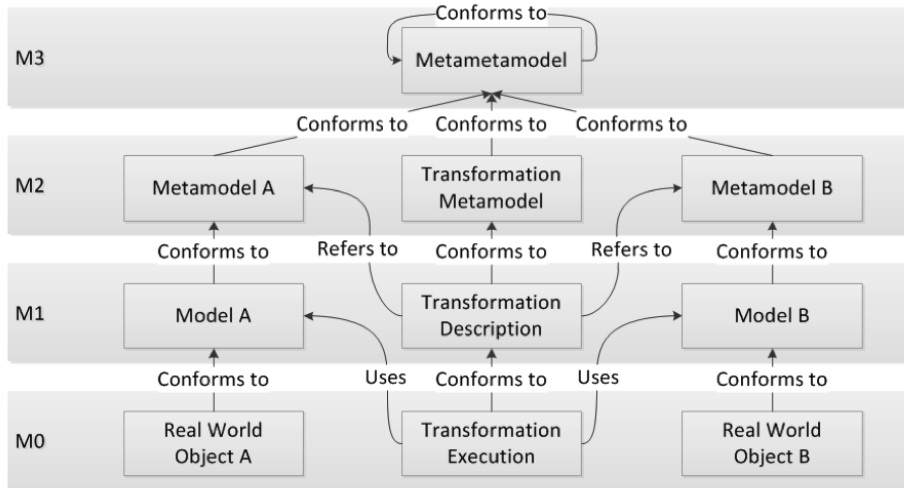 Conforms to
M3
Metametamodel
Conforms to
Conforms to
Conforms to
M2
Metamodel A
Transformation
Metamodel
Metamodel B
Conforms to
Refers to
Conforms to
Refers to
Conforms to
M1
Model A
Transformation
Description
Model B
Conforms to
Uses
Conforms to
Uses
Conforms to
M0
Real World
Object A
Transformation
Execution
Real World
Object B